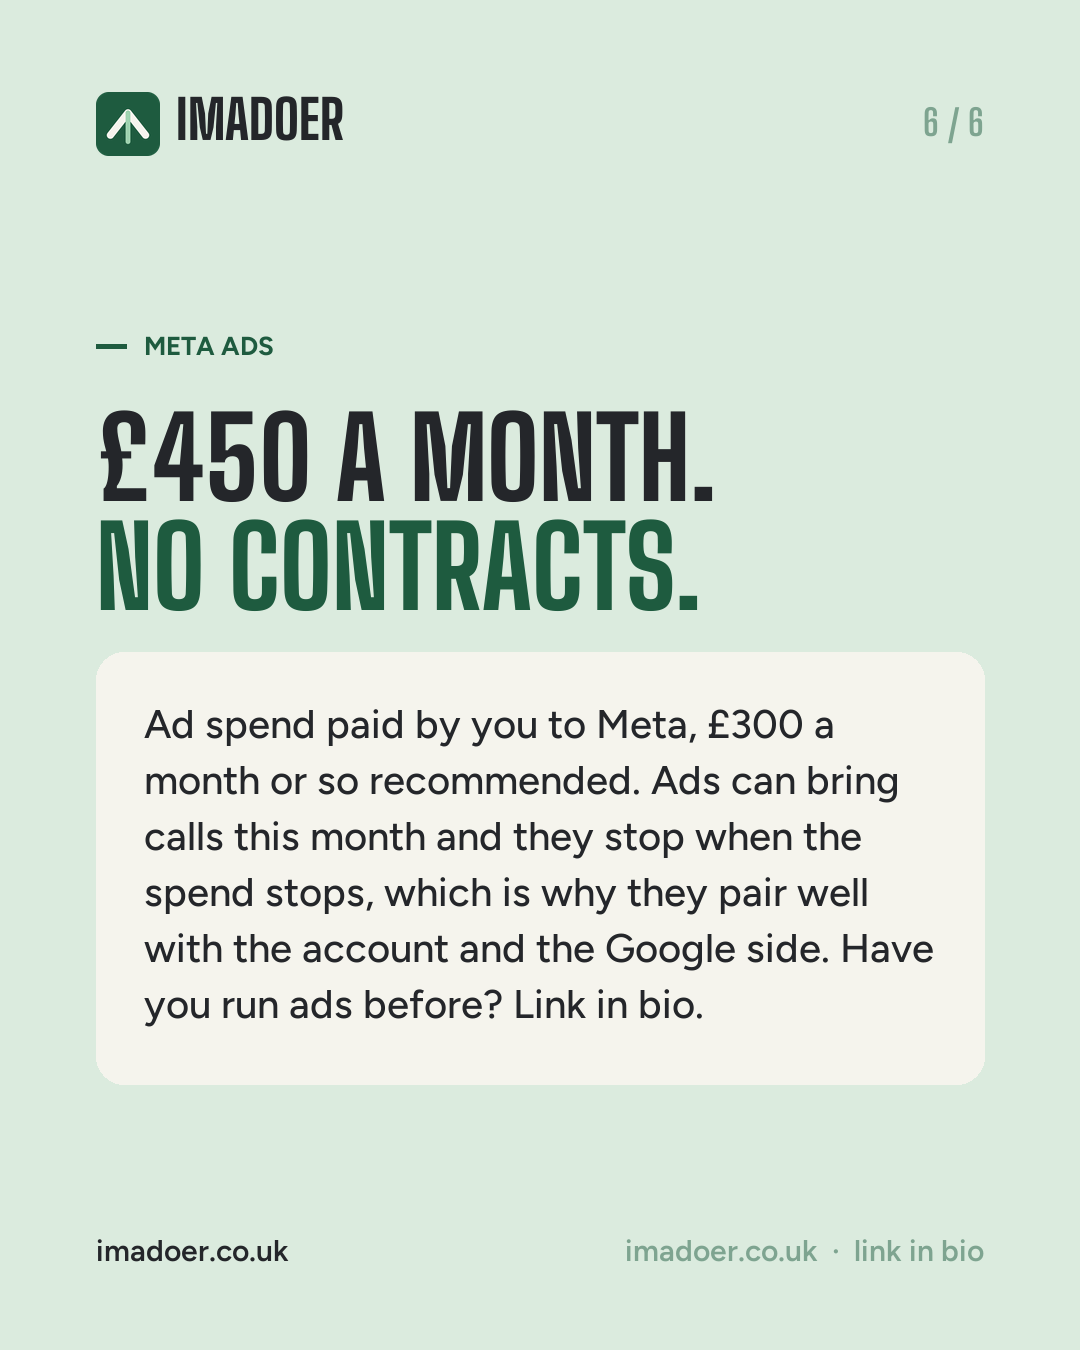 IMADOER
6 / 6
META ADS
£450 A MONTH.
NO CONTRACTS.
Ad spend paid by you to Meta, £300 a
month or so recommended. Ads can bring
calls this month and they stop when the
spend stops, which is why they pair well
with the account and the Google side. Have
you run ads before? Link in bio.
imadoer.co.uk
imadoer.co.uk · link in bio